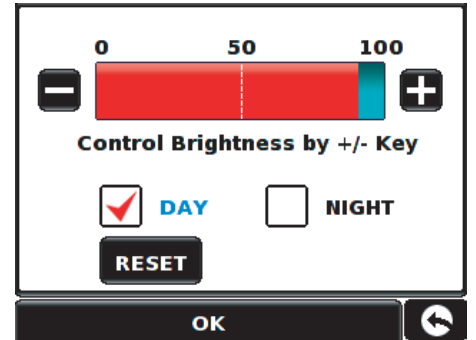 0 50 100
Control Brightness by +/- Key
DAY NIGHT
RESET
OK